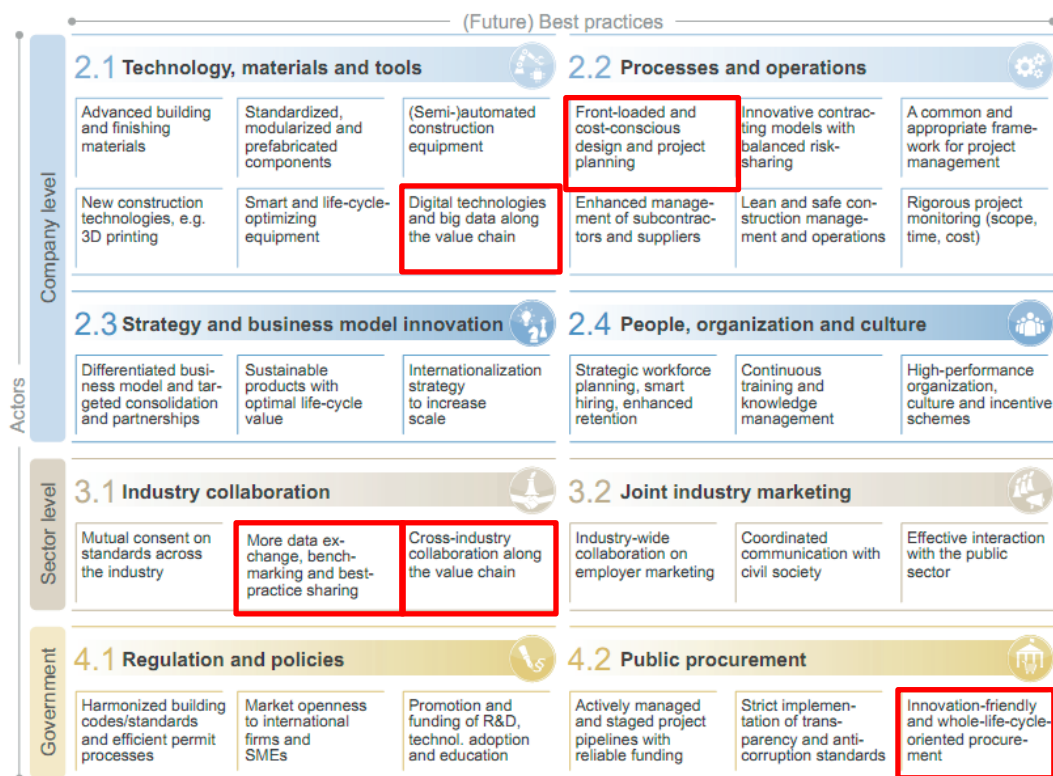 (Future) Best practices
Actors
Company level
2.1 Technology, materials and tools
Advanced building
and finishing
materials
Standardized,
modularized and
prefabricated
components
(Semi-)automated
construction
equipment
New construction
technologies, e.g.
3D printing
Smart and life-cycle-
optimizing
equipment
Digital technologies
and big data along
the value chain
2.2 Processes and operations
Front-loaded and
cost-conscious
design and project
planning
Innovative contrac-
ting models with
balanced risk-
sharing
A common and
appropriate frame-
work for project
management
Enhanced manage-
ment of subcontrac-
tors and suppliers
Lean and safe con-
struction manage-
ment and operations
Rigorous project
monitoring (scope,
time, cost)
2.3 Strategy and business model innovation
Differentiated busi-
ness model and tar-
geted consolidation
and partnerships
Sustainable
products with
optimal life-cycle
value
Internationalization
strategy
to increase
scale
2.4 People, organization and culture
Strategic workforce
planning, smart
hiring, enhanced
retention
Continuous
training and
knowledge
management
High-performance
organization,
culture and incentive
schemes
Sector level
3.1 Industry collaboration
Mutual consent on
standards across
the industry
More data ex-
change, bench-
marking and best-
practice sharing
Cross-industry
collaboration along
the value chain
3.2 Joint industry marketing
Industry-wide
collaboration on
employer marketing
Coordinated
communication with
civil society
Effective interaction
with the public
sector
Government
4.1 Regulation and policies
Harmonized building
codes/standards
and efficient permit
processes
Market openness
to international
firms and
SMEs
Promotion and
funding of R&D,
technol. adoption
and education
§
4.2 Public procurement
Actively managed
and staged project
pipelines with
reliable funding
Strict implemen-
tation of trans-
parency and anti-
corruption standards
Innovation-friendly
and whole-life-cycle-
oriented procure-
ment